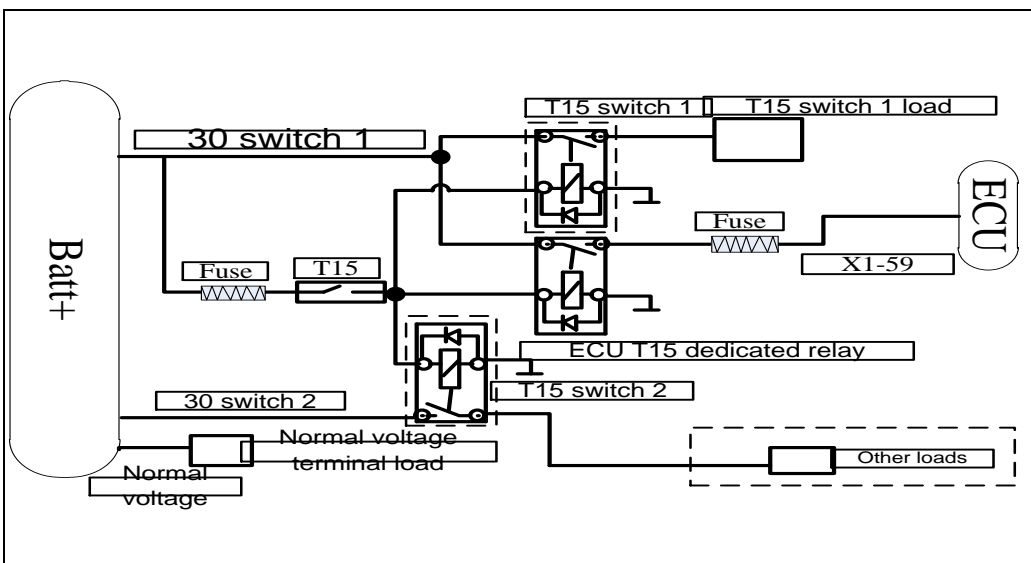 T15 switch 1
T15 switch 1 load
30 switch 1
ECU
Batt+
Fuse
Fuse
T15
X1-59
ECU T15 dedicated relay
30 switch 2
T15 switch 2
Normal voltage
terminal load
Other loads
Normal
voltage